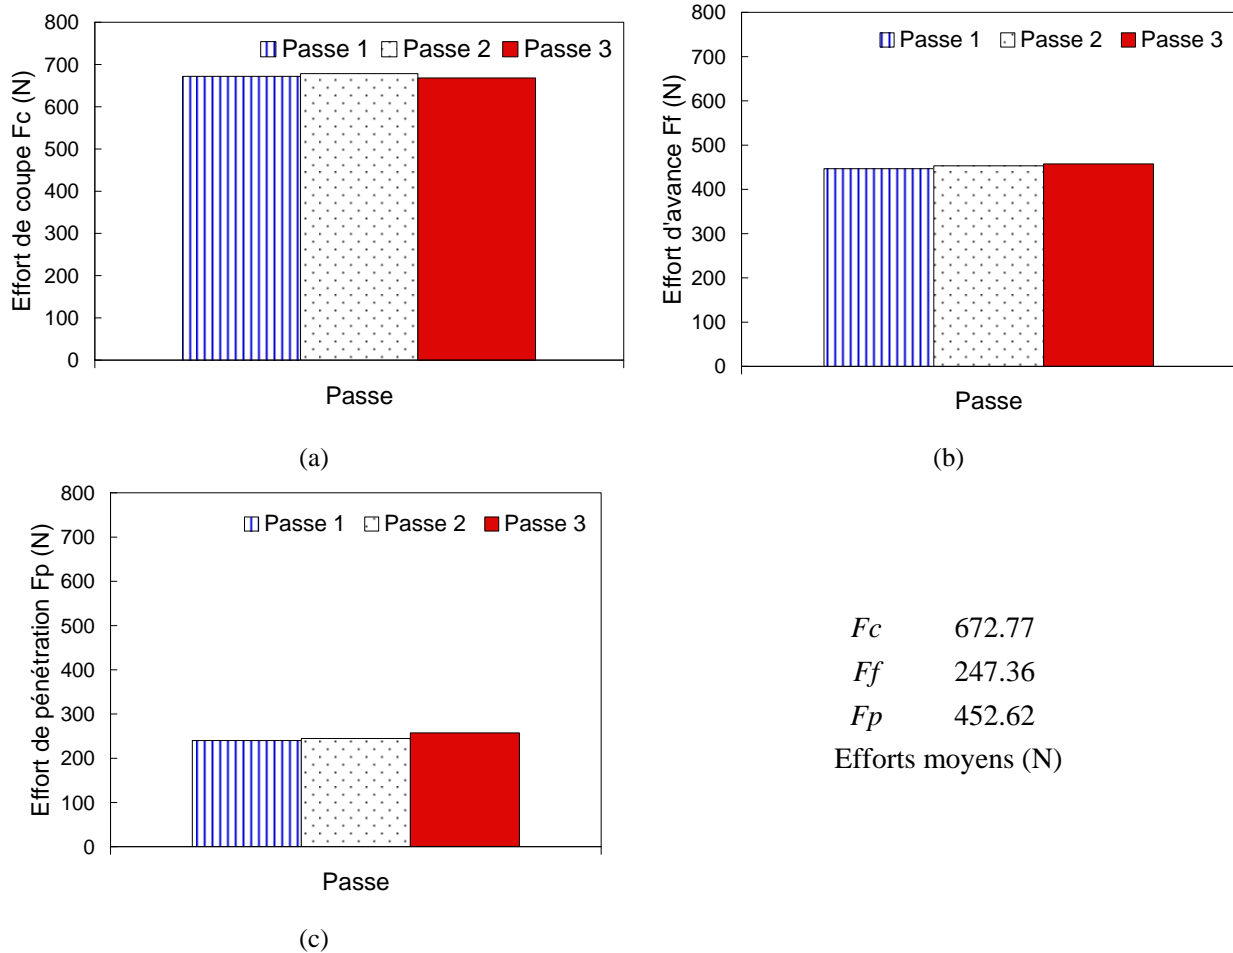 Effort de coupe Fc (N)
800
700
600
500
400
300
200
100
0
Passe 1 Passe 2 Passe 3
Passe
(a)
Effort d'avance Ff (N)
800
700
600
500
400
300
200
100
0
Passe 1 Passe 2 Passe 3
Passe
(b)
Effort de pénétration Fp (N)
800
700
600
500
400
300
200
100
0
Passe 1 Passe 2 Passe 3
Passe
(c)
Fc 672.77
Ff 247.36
Fp 452.62
Efforts moyens (N)